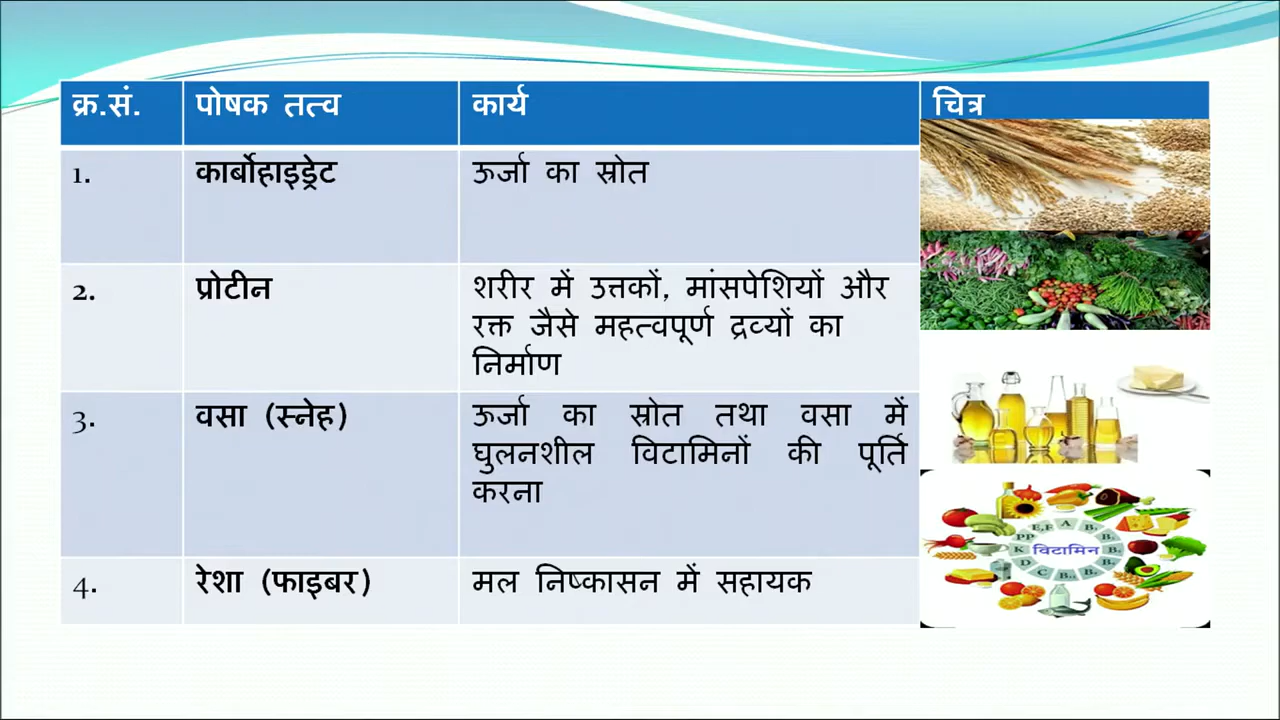 क्र.सं. पोषक तत्व कार्य चित्र
1. कार्बोहाइड्रेट ऊर्जा का स्रोत
2. प्रोटीन शरीर में उत्तकों, मांसपेशियों और
रक्त जैसे महत्वपूर्ण द्रव्यों का
निर्माण
3. वसा (स्नेह) ऊर्जा का स्रोत तथा वसा में
घुलनशील विटामिनों की पूर्ति
करना
4. रेशा (फाइबर) मल निष्कासन में सहायक
विटामिन